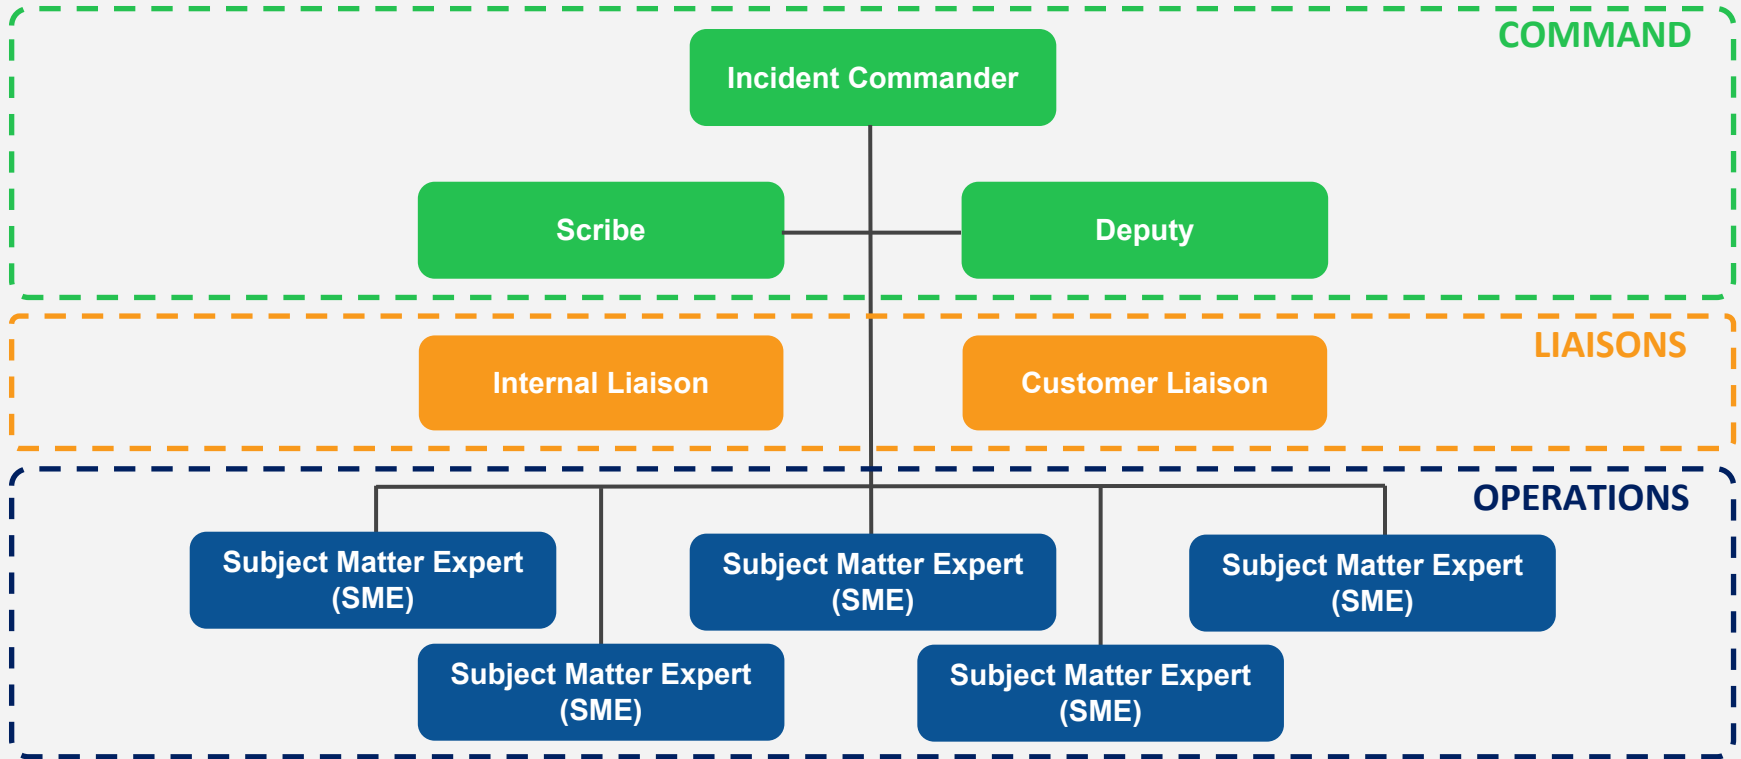 COMMAND
Incident Commander
Scribe
Deputy
LIAISONS
Internal Liaison
Customer Liaison
OPERATIONS
Subject Matter Expert
(SME)
Subject Matter Expert
(SME)
Subject Matter Expert
(SME)
Subject Matter Expert
(SME)
Subject Matter Expert
(SME)